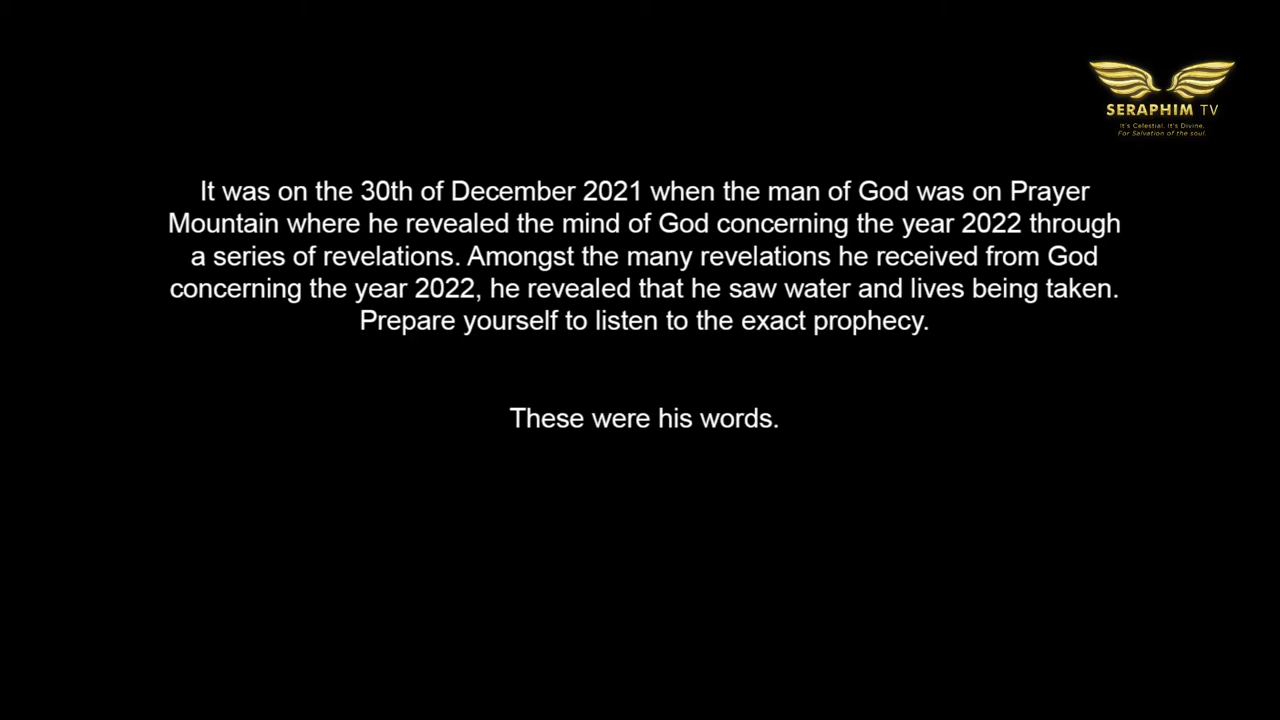 SERAPHIM TV
It's Celestial. It's Divine.
For Salvation of the soul.
It was on the 30th of December 2021 when the man of God was on Prayer
Mountain where he revealed the mind of God concerning the year 2022 through
a series of revelations. Amongst the many revelations he received from God
concerning the year 2022, he revealed that he saw water and lives being taken.
Prepare yourself to listen to the exact prophecy.
These were his words.